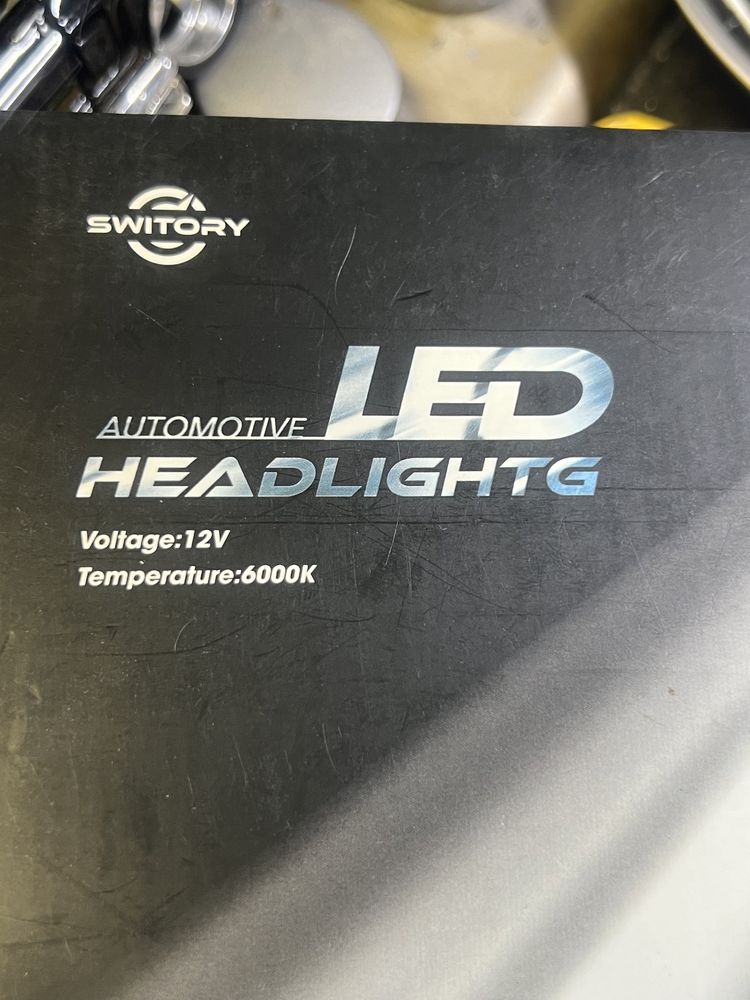 SWITORY
AUTOMOTIVE LED
HEADLIGHTG
Voltage:12V
Temperature:6000K